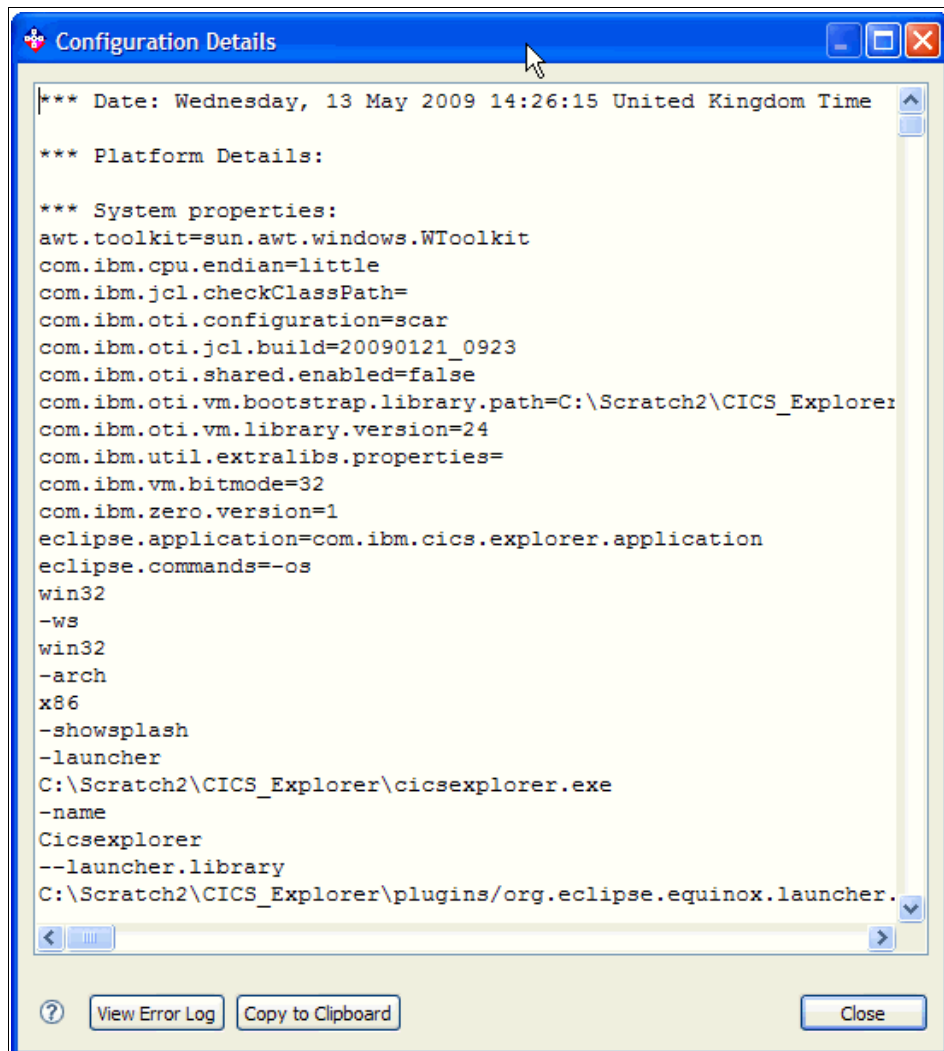 Configuration Details
*** Date: Wednesday, 13 May 2009 14:26:15 United Kingdom Time
*** Platform Details:
*** System properties:
awt.toolkit=sun.awt.windows.WToolkit
com.ibm.cpu.endian=little
com.ibm.jcl.checkClassPath=
com.ibm.oti.configuration=scar
com.ibm.oti.jcl.build=20090121_0923
com.ibm.oti.shared.enabled=false
com.ibm.oti.vm.bootstrap.library.path=C:\Scratch2\CICS_Explorer
com.ibm.oti.vm.library.version=24
com.ibm.util.extralibs.properties=
com.ibm.vm.bitmode=32
com.ibm.zero.version=1
eclipse.application=com.ibm.cics.explorer.application
eclipse.commands=-os
win32
-ws
win32
-arch
x86
-showsplash
-launcher
C:\Scratch2\CICS_Explorer\cicsexplorer.exe
-name
Cicsexplorer
--launcher.library
C:\Scratch2\CICS_Explorer\plugins/org.eclipse.equinox.launcher.
? View Error Log Copy to Clipboard Close